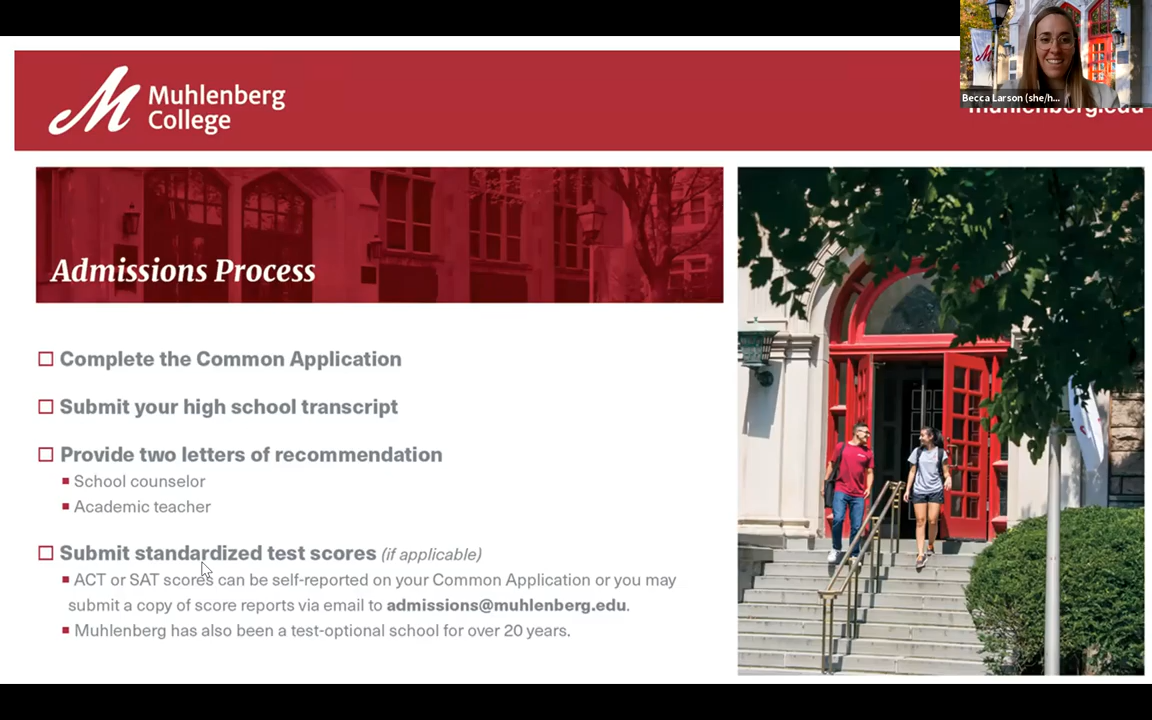 Muhlenberg
College
Becca Larson (she/h...
muhlenberg.edu
Admissions Process
Complete the Common Application
Submit your high school transcript
Provide two letters of recommendation
School counselor
Academic teacher
Submit standardized test scores (if applicable)
ACT or SAT scores can be self-reported on your Common Application or you may
submit a copy of score reports via email to admissions@muhlenberg.edu.
Muhlenberg has also been a test-optional school for over 20 years.